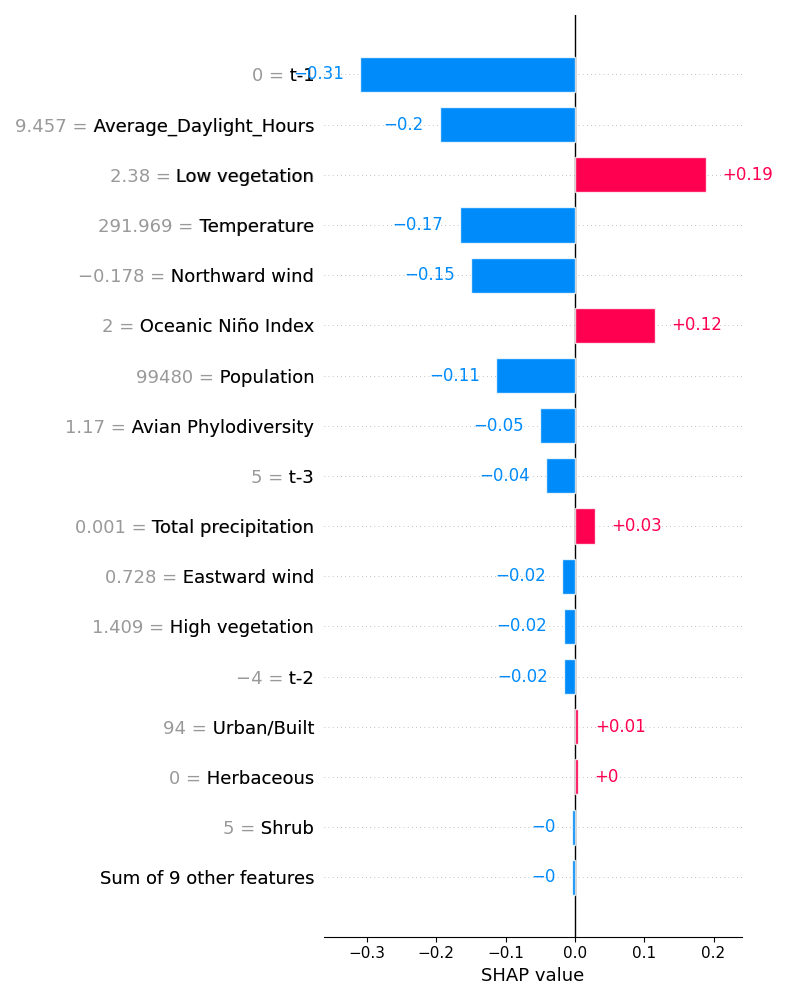 0 = t-1 −0.31
9.457 = Average_Daylight_Hours −0.2
2.38 = Low vegetation +0.19
291.969 = Temperature −0.17
−0.178 = Northward wind −0.15
2 = Oceanic Niño Index +0.12
99480 = Population −0.11
1.17 = Avian Phylodiversity −0.05
5 = t-3 −0.04
0.001 = Total precipitation +0.03
0.728 = Eastward wind −0.02
1.409 = High vegetation −0.02
−4 = t-2 −0.02
94 = Urban/Built +0.01
0 = Herbaceous +0
5 = Shrub −0
Sum of 9 other features −0
−0.3 −0.2 −0.1 0.0 0.1 0.2
SHAP value